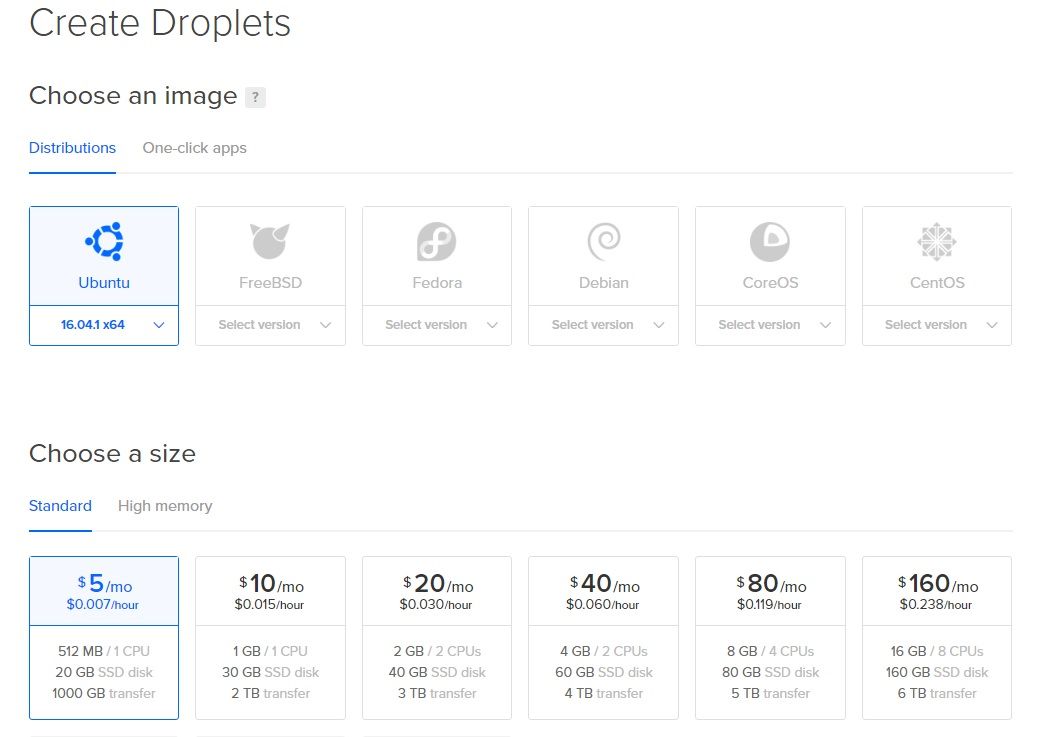 Create Droplets
Choose an image ?
Distributions One-click apps
Ubuntu FreeBSD Fedora Debian CoreOS CentOS
16.04.1 x64 Select version Select version Select version Select version Select version
Choose a size
Standard High memory
$5/mo $10/mo $20/mo $40/mo $80/mo $160/mo
$0.007/hour $0.015/hour $0.030/hour $0.060/hour $0.119/hour $0.238/hour
512 MB / 1 CPU 1 GB / 1 CPU 2 GB / 2 CPUs 4 GB / 2 CPUs 8 GB / 4 CPUs 16 GB / 8 CPUs
20 GB SSD disk 30 GB SSD disk 40 GB SSD disk 60 GB SSD disk 80 GB SSD disk 160 GB SSD disk
1000 GB transfer 2 TB transfer 3 TB transfer 4 TB transfer 5 TB transfer 6 TB transfer